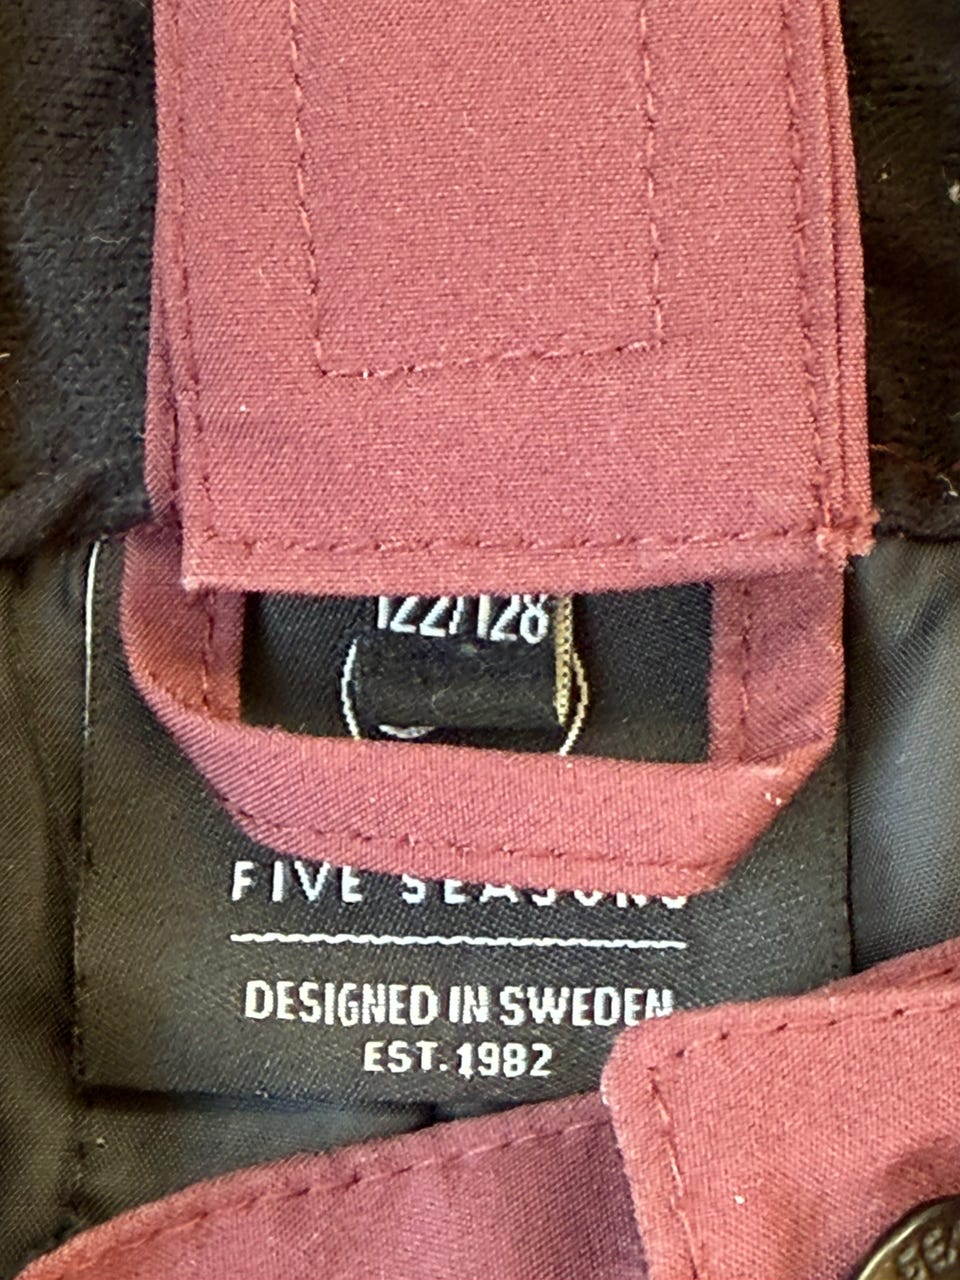 122/128
FIVE SEASONS
DESIGNED IN SWEDEN
EST. 1982